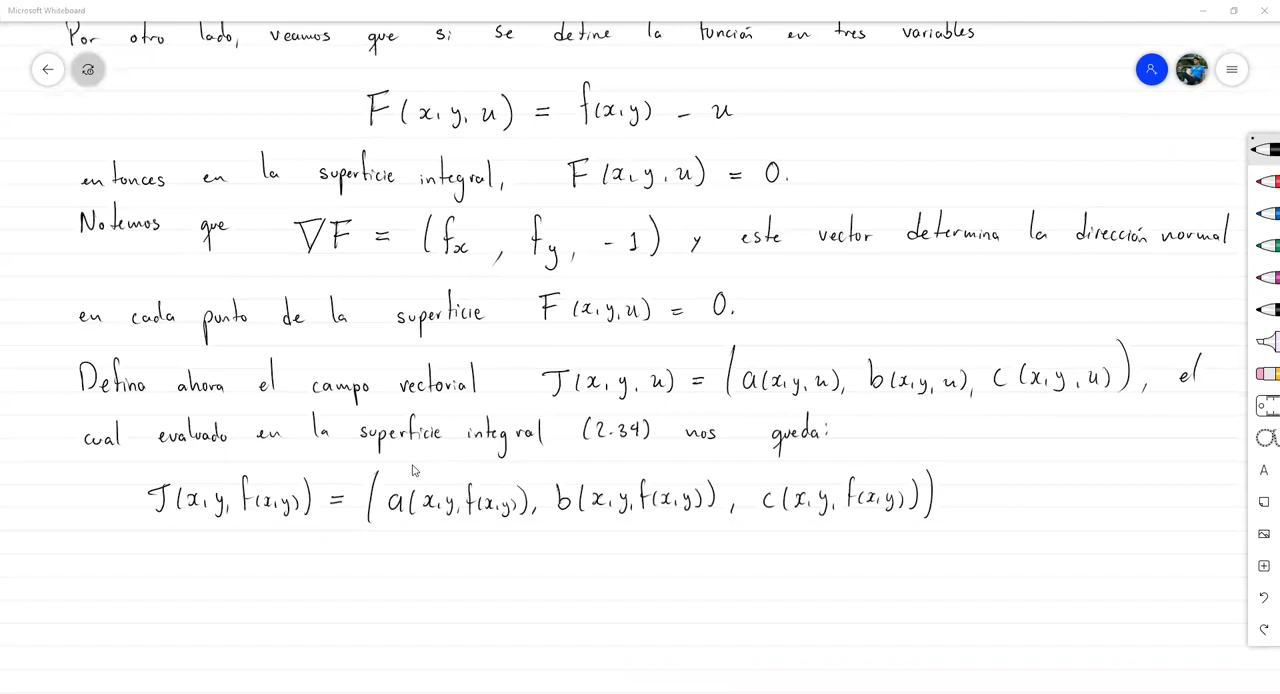 Microsoft Whiteboard
Por otro lado, veamos que si se define la función en tres variables
F(x,y,u) = f(x,y) - u
entonces en la superficie integral, F(x,y,u) = 0.
Notemos que ∇F = (fx, fy, -1) y este vector determina la dirección normal
en cada punto de la superficie F(x,y,u) = 0.
Defina ahora el campo vectorial J(x,y,u) = (a(x,y,u), b(x,y,u), c(x,y,u)), el
cual evaluado en la superficie integral (2.34) nos queda:
J(x,y,f(x,y)) = (a(x,y,f(x,y)), b(x,y,f(x,y)), c(x,y,f(x,y)))
A